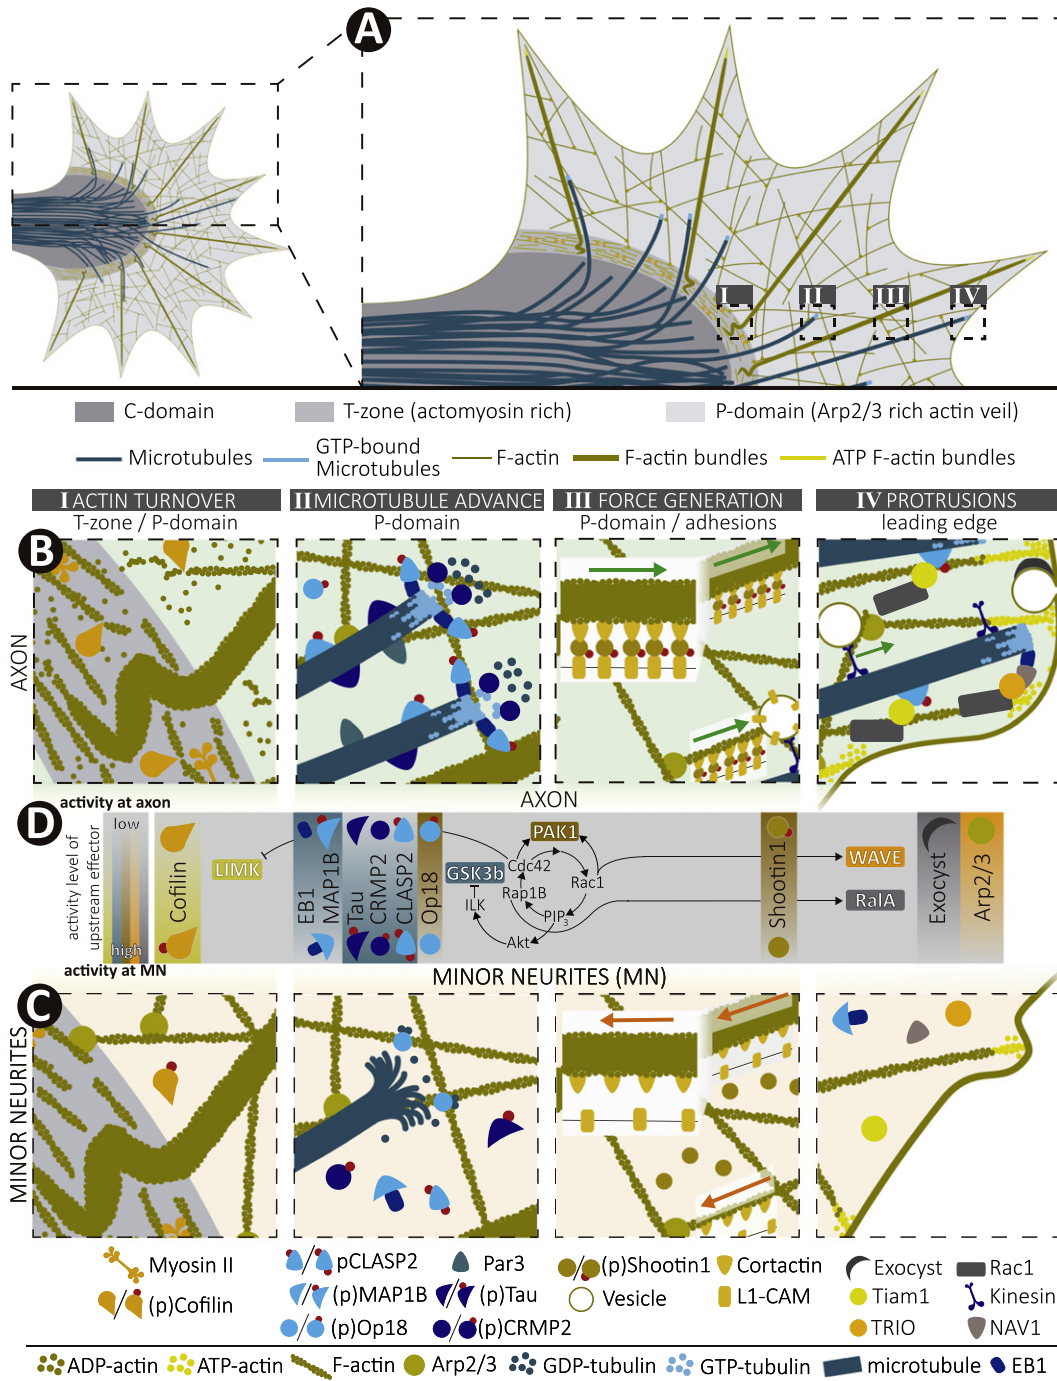 A
I
II
III
IV
C-domain
T-zone (actomyosin rich)
P-domain (Arp2/3 rich actin veil)
Microtubules
GTP-bound
Microtubules
F-actin
F-actin bundles
ATP F-actin bundles
I ACTIN TURNOVER
T-zone / P-domain
II MICROTUBULE ADVANCE
P-domain
III FORCE GENERATION
P-domain / adhesions
IV PROTRUSIONS
leading edge
B
AXON
D
activity at axon
AXON
activity level of
upstream effector
low
high
Cofilin
LIMK
EB1
MAP1B
Tau
CRMP2
CLASP2
Op18
GSK3b
ILK
Akt
PAK1
Cdc42
Rap1B
Rac1
PIP3
Shootin1
WAVE
RalA
Exocyst
Arp2/3
activity at MN
MINOR NEURITES (MN)
C
MINOR NEURITES
Myosin II
(p)Cofilin
pCLASP2
(p)MAP1B
(p)Op18
Par3
(p)Tau
(p)CRMP2
(p)Shootin1
Vesicle
Cortactin
L1-CAM
Exocyst
Tiam1
TRIO
Rac1
Kinesin
NAV1
ADP-actin
ATP-actin
F-actin
Arp2/3
GDP-tubulin
GTP-tubulin
microtubule
EB1